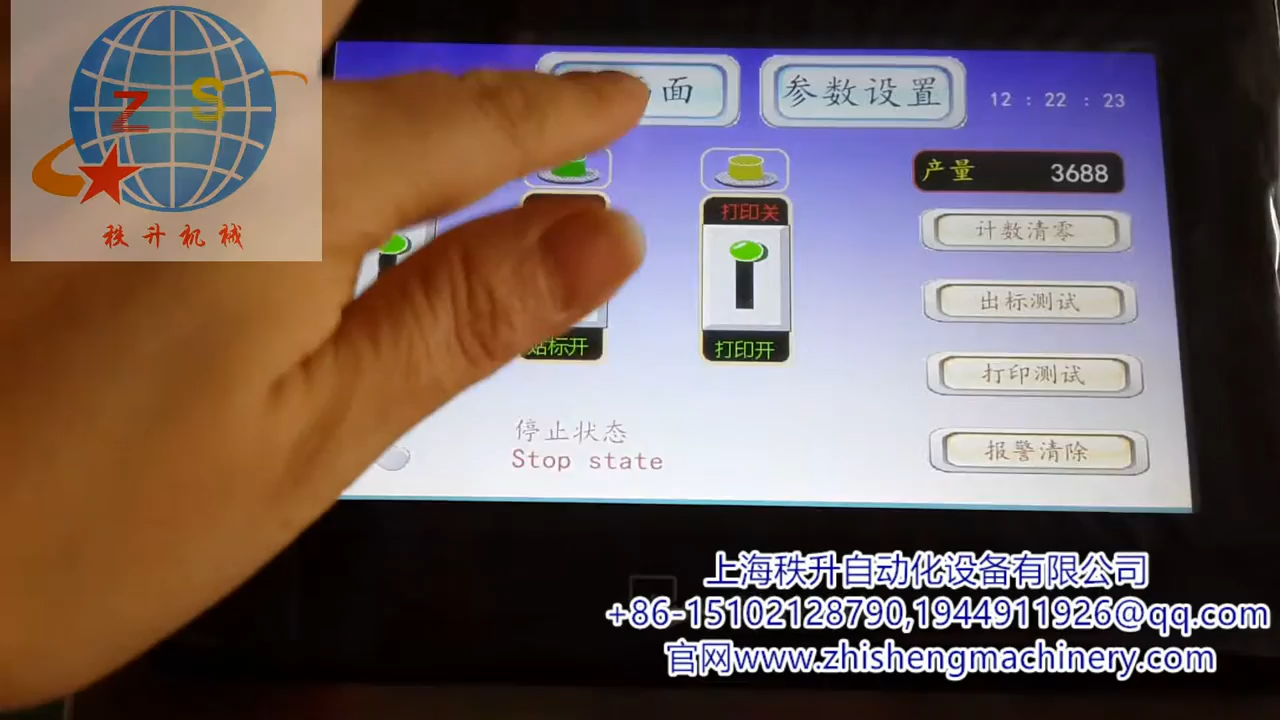 Z S
秩升机械
面
参数设置
12 : 22 : 23
产量 3688
打印关
计数清零
出标测试
贴标开
打印开
打印测试
停止状态
Stop state
报警清除
上海秩升自动化设备有限公司
+86-15102128790,1944911926@qq.com
官网www.zhishengmachinery.com